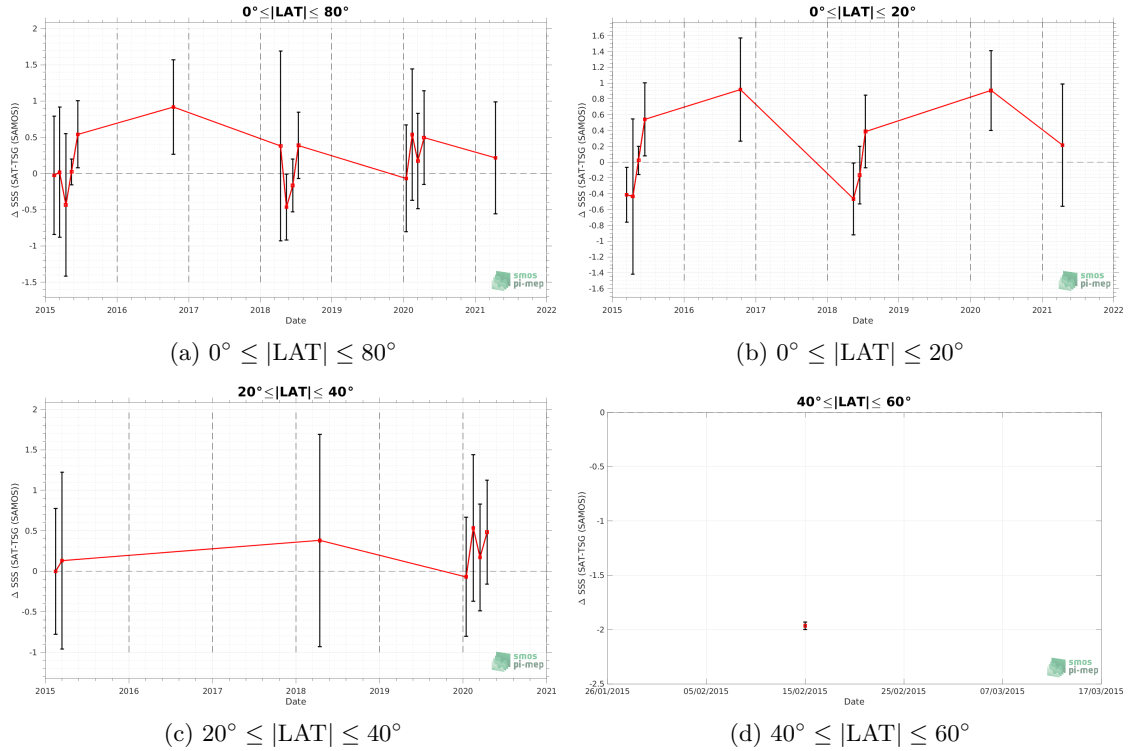 0°≤|LAT|≤ 80°
Δ SSS (SAT-TSG (SAMOS))
2
1.5
1
0.5
0
-0.5
-1
-1.5
2015 2016 2017 2018 2019 2020 2021 2022
Date
smos
pi-mep
(a) 0° ≤ |LAT| ≤ 80°
0°≤|LAT|≤ 20°
Δ SSS (SAT-TSG (SAMOS))
1.6
1.4
1.2
1
0.8
0.6
0.4
0.2
0
-0.2
-0.4
-0.6
-0.8
-1
-1.2
-1.4
-1.6
2015 2016 2017 2018 2019 2020 2021 2022
Date
smos
pi-mep
(b) 0° ≤ |LAT| ≤ 20°
20°≤|LAT|≤ 40°
Δ SSS (SAT-TSG (SAMOS))
2
1.5
1
0.5
0
-0.5
-1
2015 2016 2017 2018 2019 2020 2021
Date
smos
pi-mep
(c) 20° ≤ |LAT| ≤ 40°
40°≤|LAT|≤ 60°
Δ SSS (SAT-TSG (SAMOS))
0
-0.5
-1
-1.5
-2
-2.5
26/01/2015 05/02/2015 15/02/2015 25/02/2015 07/03/2015 17/03/2015
Date
smos
pi-mep
(d) 40° ≤ |LAT| ≤ 60°